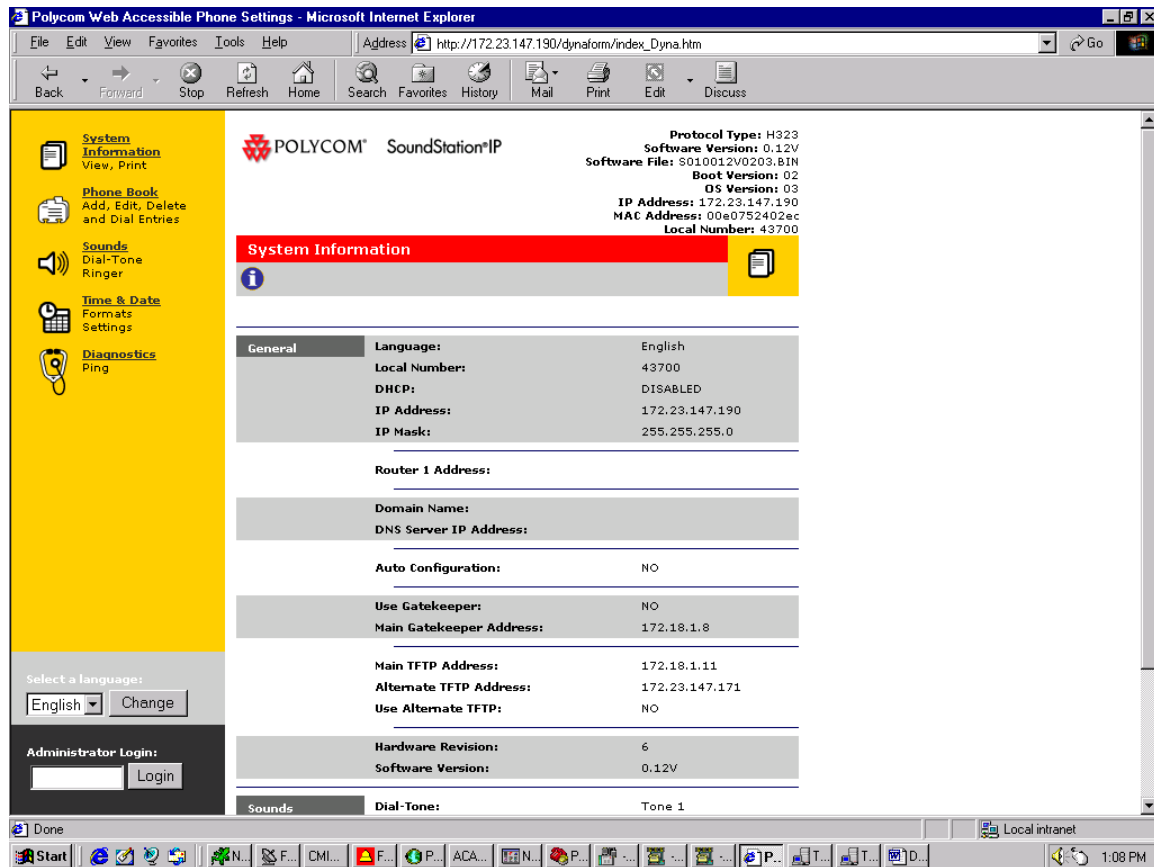 Polycom Web Accessible Phone Settings - Microsoft Internet Explorer
File Edit View Favorites Tools Help Address http://172.23.147.190/dynaform/index_Dyna.htm Go
Back Forward Stop Refresh Home Search Favorites History Mail Print Edit Discuss
System
Information
View, Print
Phone Book
Add, Edit, Delete
and Dial Entries
Sounds
Dial-Tone
Ringer
Time & Date
Formats
Settings
Diagnostics
Ping
Select a language:
English Change
Administrator Login:
Login
POLYCOM® SoundStation®IP
Protocol Type: H323
Software Version: 0.12V
Software File: S010012V0203.BIN
Boot Version: 02
OS Version: 03
IP Address: 172.23.147.190
MAC Address: 00e0752402ec
Local Number: 43700
System Information
General
Language: English
Local Number: 43700
DHCP: DISABLED
IP Address: 172.23.147.190
IP Mask: 255.255.255.0
Router 1 Address:
Domain Name:
DNS Server IP Address:
Auto Configuration: NO
Use Gatekeeper: NO
Main Gatekeeper Address: 172.18.1.8
Main TFTP Address: 172.18.1.11
Alternate TFTP Address: 172.23.147.171
Use Alternate TFTP: NO
Hardware Revision: 6
Software Version: 0.12V
Sounds
Dial-Tone: Tone 1
Done Local intranet
Start N... F... CMI... F... P... ACA... N... P... -... -... -... P.. T... T... D... 1:08 PM